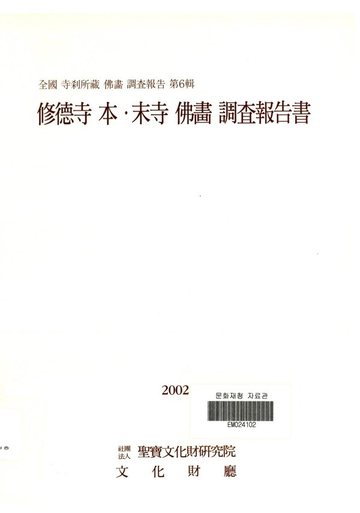 全國 寺刹所藏 佛畵 調査報告 第6輯
修德寺 本·末寺 佛畵 調査報告書
2002
문화재청 자료관
EM024102
社團
法人 聖寶文化財硏究院
文化財廳